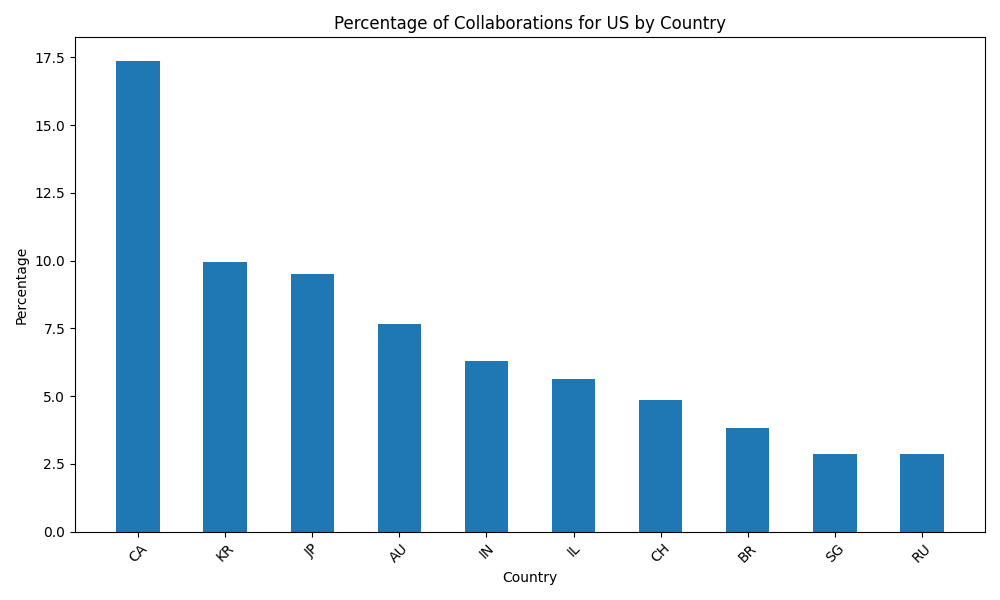 Percentage of Collaborations for US by Country
Percentage
17.5
15.0
12.5
10.0
7.5
5.0
2.5
0.0
CA KR JP AU IN IL CH BR SG RU
Country